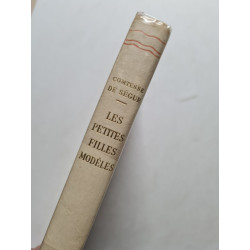 COMTESSE
DE SÉGUR
LES
PETITES
FILLES
MODÈLES